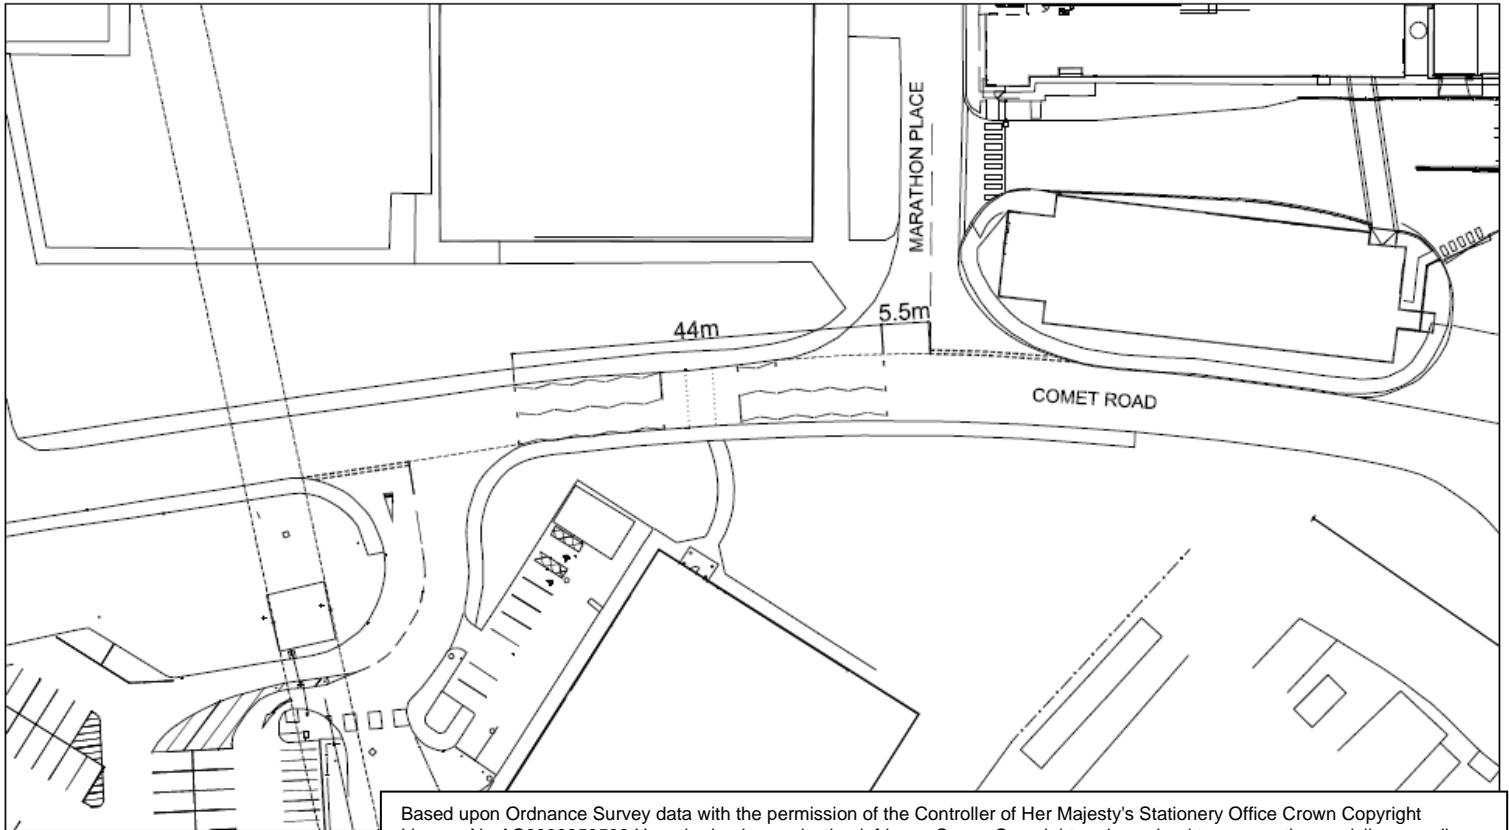 MARATHON PLACE
5.5m
44m
COMET ROAD
Based upon Ordnance Survey data with the permission of the Controller of Her Majesty's Stationery Office Crown Copyright